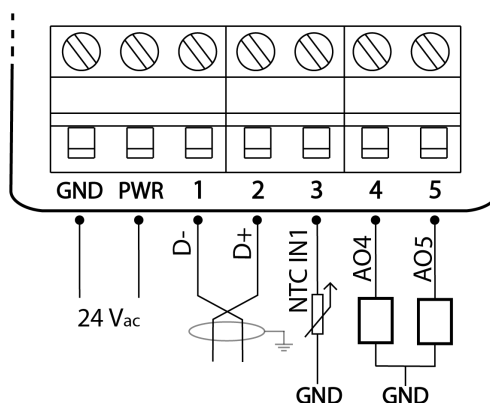 GND PWR 1 2 3 4 5
D- D+ NTC IN1 AO4 AO5
24 Vac
GND GND